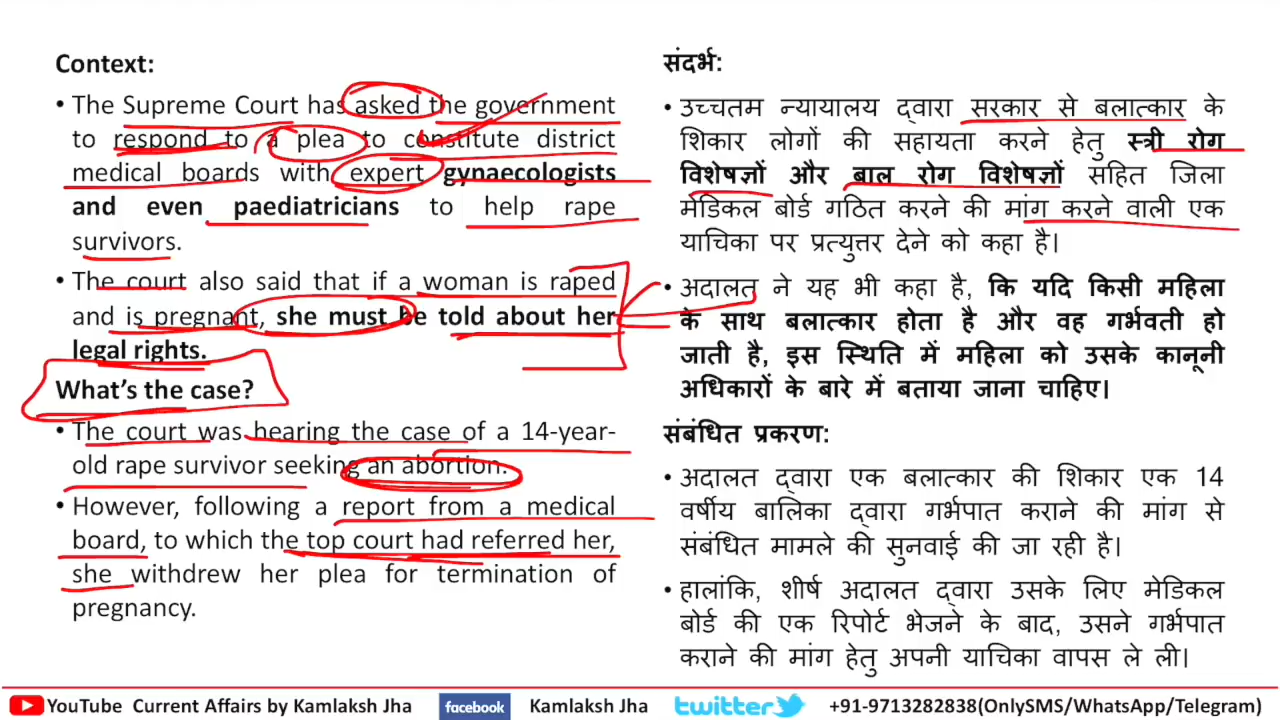 Context:
• The Supreme Court has asked the government
to respond to a plea to constitute district
medical boards with expert gynaecologists
and even paediatricians to help rape
survivors.
• The court also said that if a woman is raped
and is pregnant, she must be told about her
legal rights.
What's the case?
• The court was hearing the case of a 14-year-
old rape survivor seeking an abortion.
• However, following a report from a medical
board, to which the top court had referred her,
she withdrew her plea for termination of
pregnancy.
संदर्भ:
• उच्चतम न्यायालय द्वारा सरकार से बलात्कार के
शिकार लोगों की सहायता करने हेतु स्त्री रोग
विशेषज्ञों और बाल रोग विशेषज्ञों सहित जिला
मेडिकल बोर्ड गठित करने की मांग करने वाली एक
याचिका पर प्रत्युत्तर देने को कहा है।
• अदालत ने यह भी कहा है, कि यदि किसी महिला
के साथ बलात्कार होता है और वह गर्भवती हो
जाती है, इस स्थिति में महिला को उसके कानूनी
अधिकारों के बारे में बताया जाना चाहिए।
संबंधित प्रकरण:
• अदालत द्वारा एक बलात्कार की शिकार एक 14
वर्षीय बालिका द्वारा गर्भपात कराने की मांग से
संबंधित मामले की सुनवाई की जा रही है।
• हालांकि, शीर्ष अदालत द्वारा उसके लिए मेडिकल
बोर्ड की एक रिपोर्ट भेजने के बाद, उसने गर्भपात
कराने की मांग हेतु अपनी याचिका वापस ले ली।
YouTube Current Affairs by Kamlaksh Jha facebook Kamlaksh Jha twitter +91-9713282838(OnlySMS/WhatsApp/Telegram)